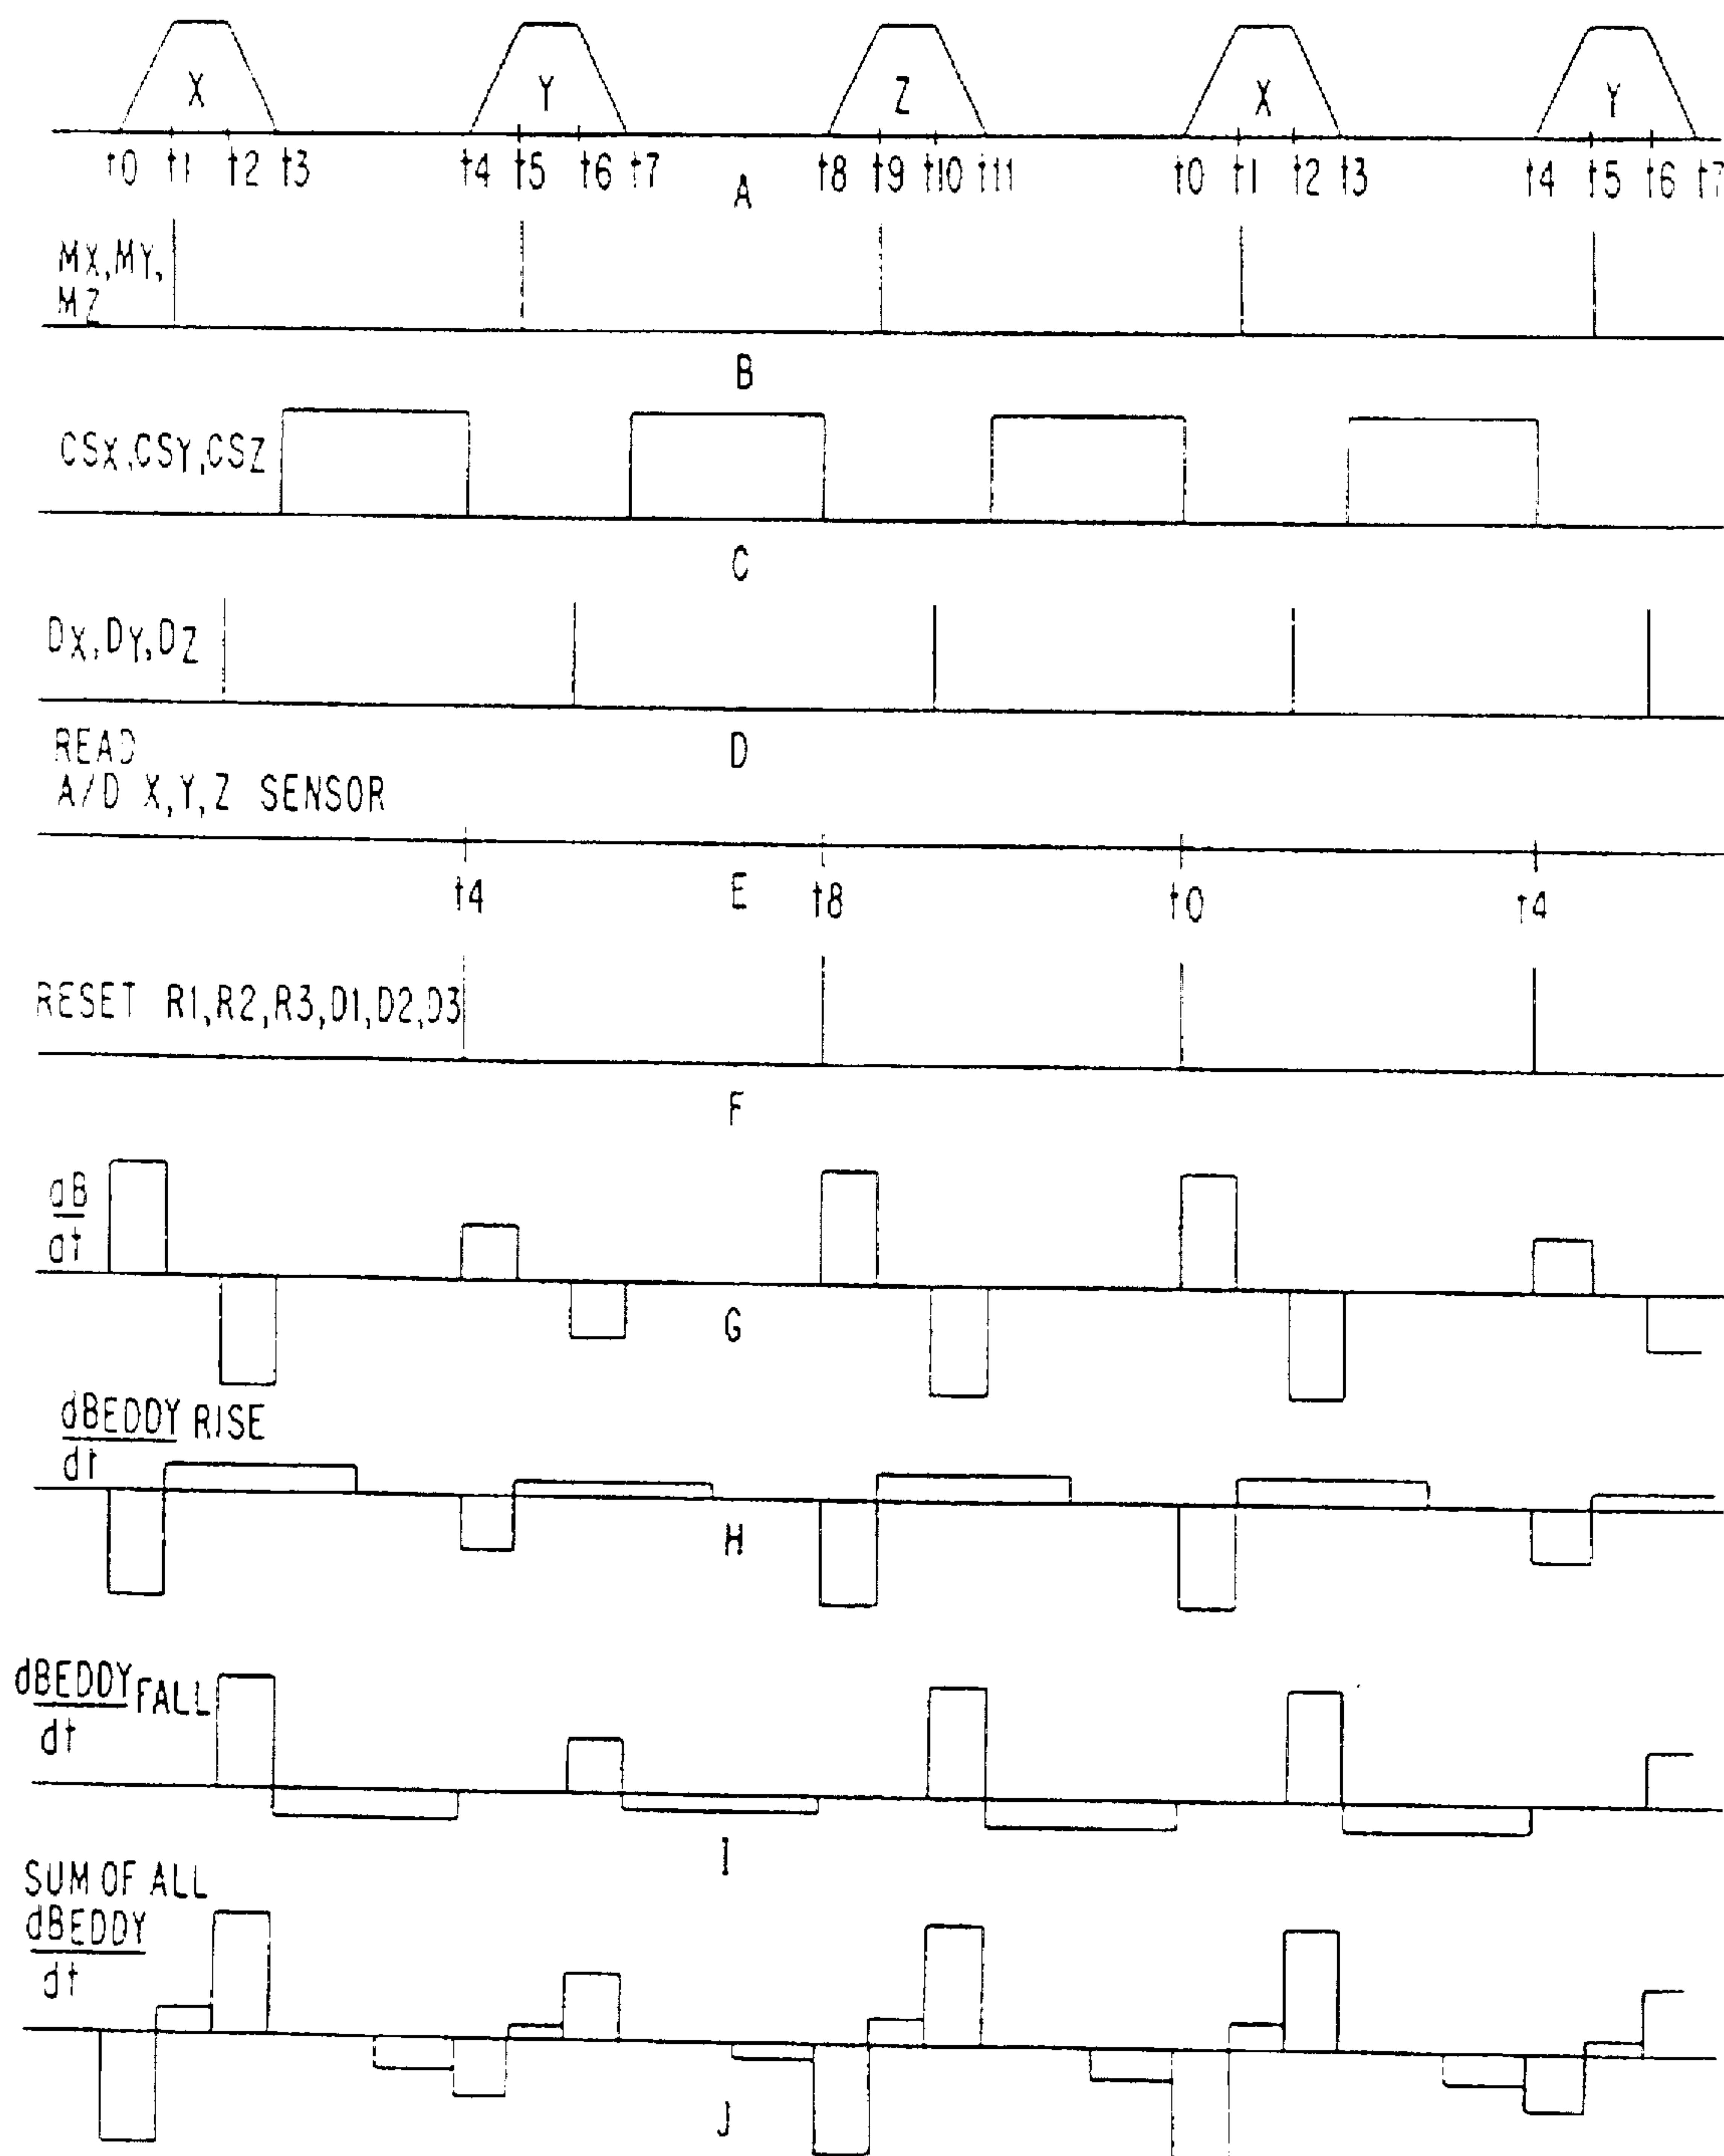 X Y Z X Y
t0 t1 t2 t3 t4 t5 t6 t7 t8 t9 t10 t11 t0 t1 t2 t3 t4 t5 t6 t7
A
MX,MY,
MZ
B
CSX,CSY,CSZ
C
DX,DY,DZ
D
READ
A/D X,Y,Z SENSOR
t4 E t8 t0 t4
RESET R1,R2,R3,D1,D2,D3
F
dB
dt
G
dBEDDY RISE
dt
H
dBEDDY FALL
dt
I
SUM OF ALL
dBEDDY
dt
J